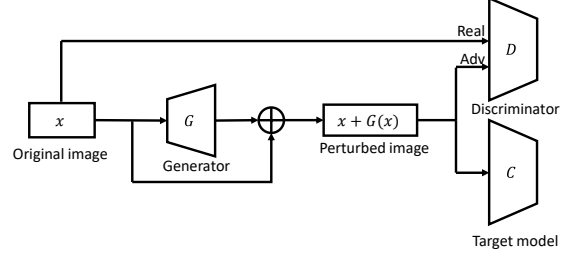 Real
D
Adv
Discriminator
x
Original image
G
Generator
x + G(x)
Perturbed image
C
Target model